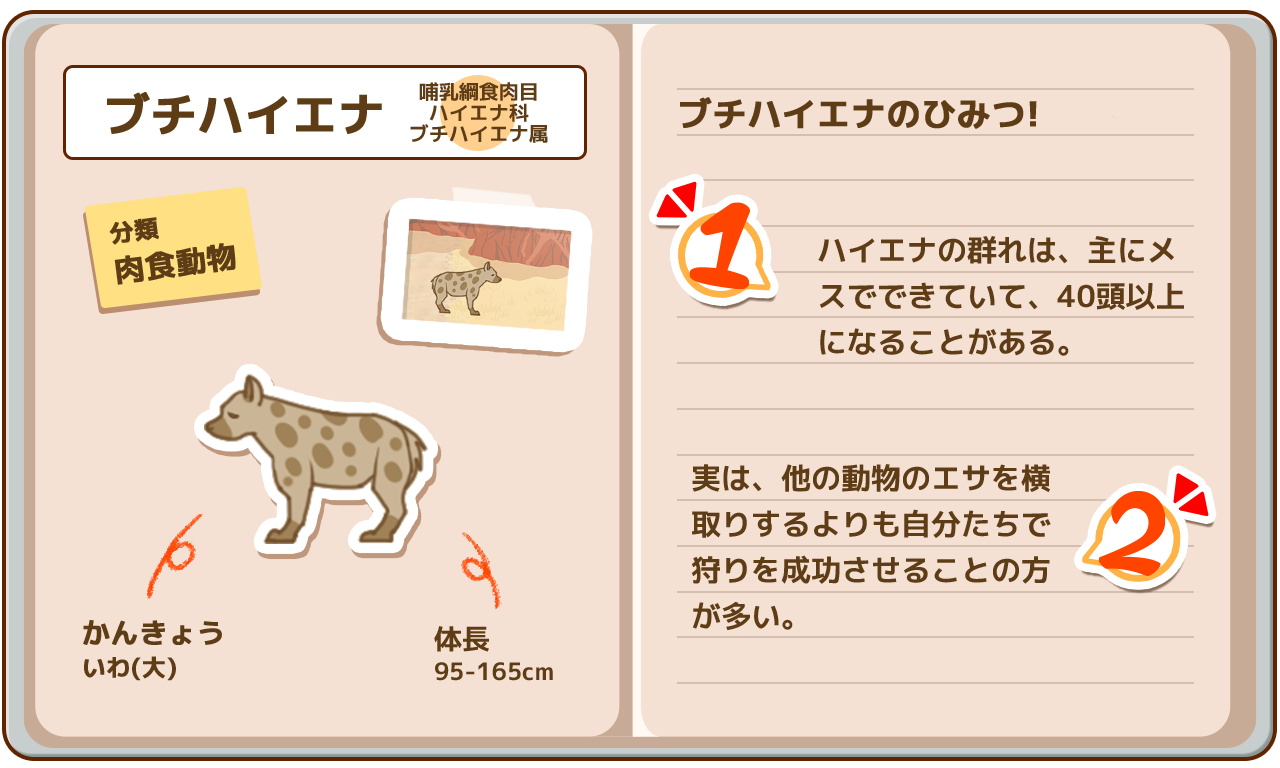 ブチハイエナ
哺乳綱食肉目
ハイエナ科
ブチハイエナ属
分類
肉食動物
かんきょう
いわ(大)
体長
95-165cm
ブチハイエナのひみつ!
1
ハイエナの群れは、主にメ
スでできていて、40頭以上
になることがある。
実は、他の動物のエサを横
取りするよりも自分たちで
狩りを成功させることの方
が多い。
2